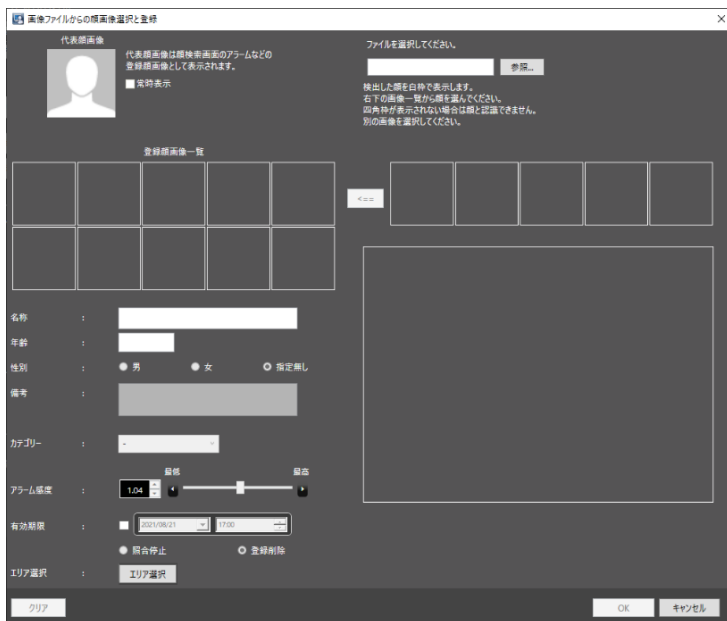 画像ファイルからの顔画像選択と登録
代表顔画像
代表顔画像は顔検索画面のアラームなどの
登録顔画像として表示されます。
常時表示
ファイルを選択してください。
参照...
検出した顔を白枠で表示します。
右下の画像一覧から顔を選んでください。
四角枠が表示されない場合は顔と認識できません。
別の画像を選択してください。
登録顔画像一覧
<==
名称 :
年齢 :
性別 : 男 女 指定無し
備考 :
カテゴリー : -
最低 最高
アラーム感度 : 1.04
有効期限 : 2021/08/21 17:00
照合停止 登録削除
エリア選択 : エリア選択
クリア OK キャンセル